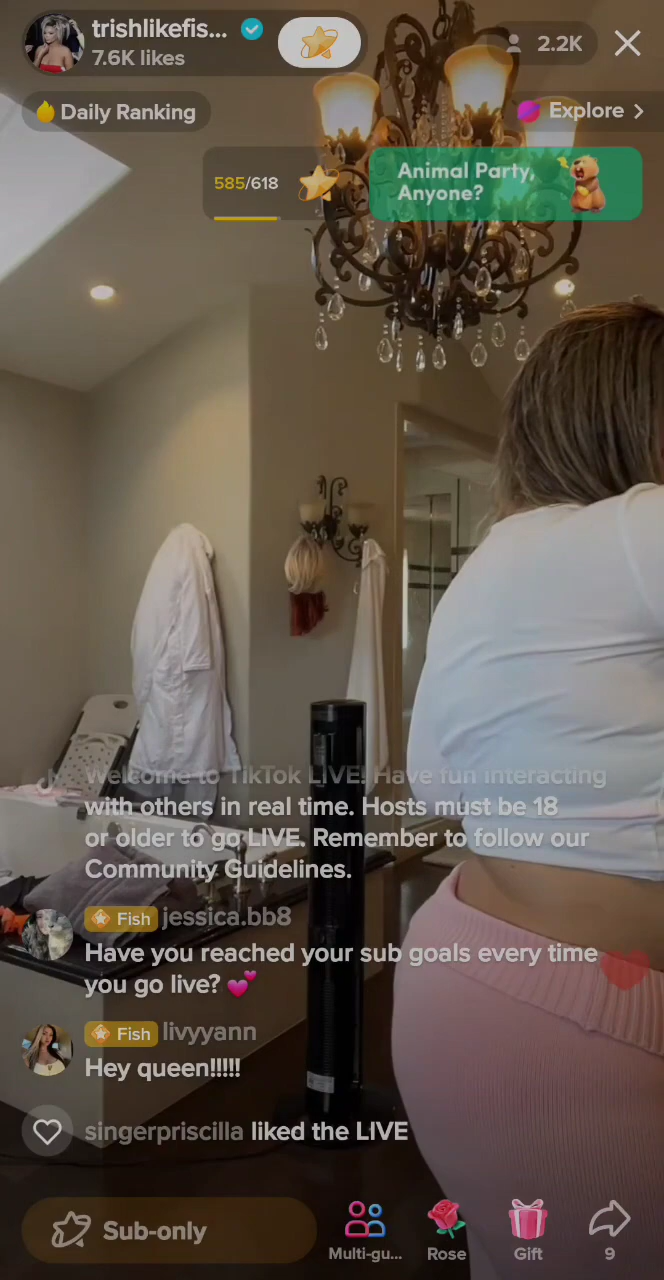 trishlikefis...
7.6K likes
2.2K
Daily Ranking
Explore >
585/618
Animal Party,
Anyone?
Welcome to TikTok LIVE! Have fun interacting
with others in real time. Hosts must be 18
or older to go LIVE. Remember to follow our
Community Guidelines.
Fish jessica.bb8
Have you reached your sub goals every time
you go live? 💕
Fish livyyann
Hey queen!!!!!
singerpriscilla liked the LIVE
Sub-only
Multi-gu...
Rose
Gift
9